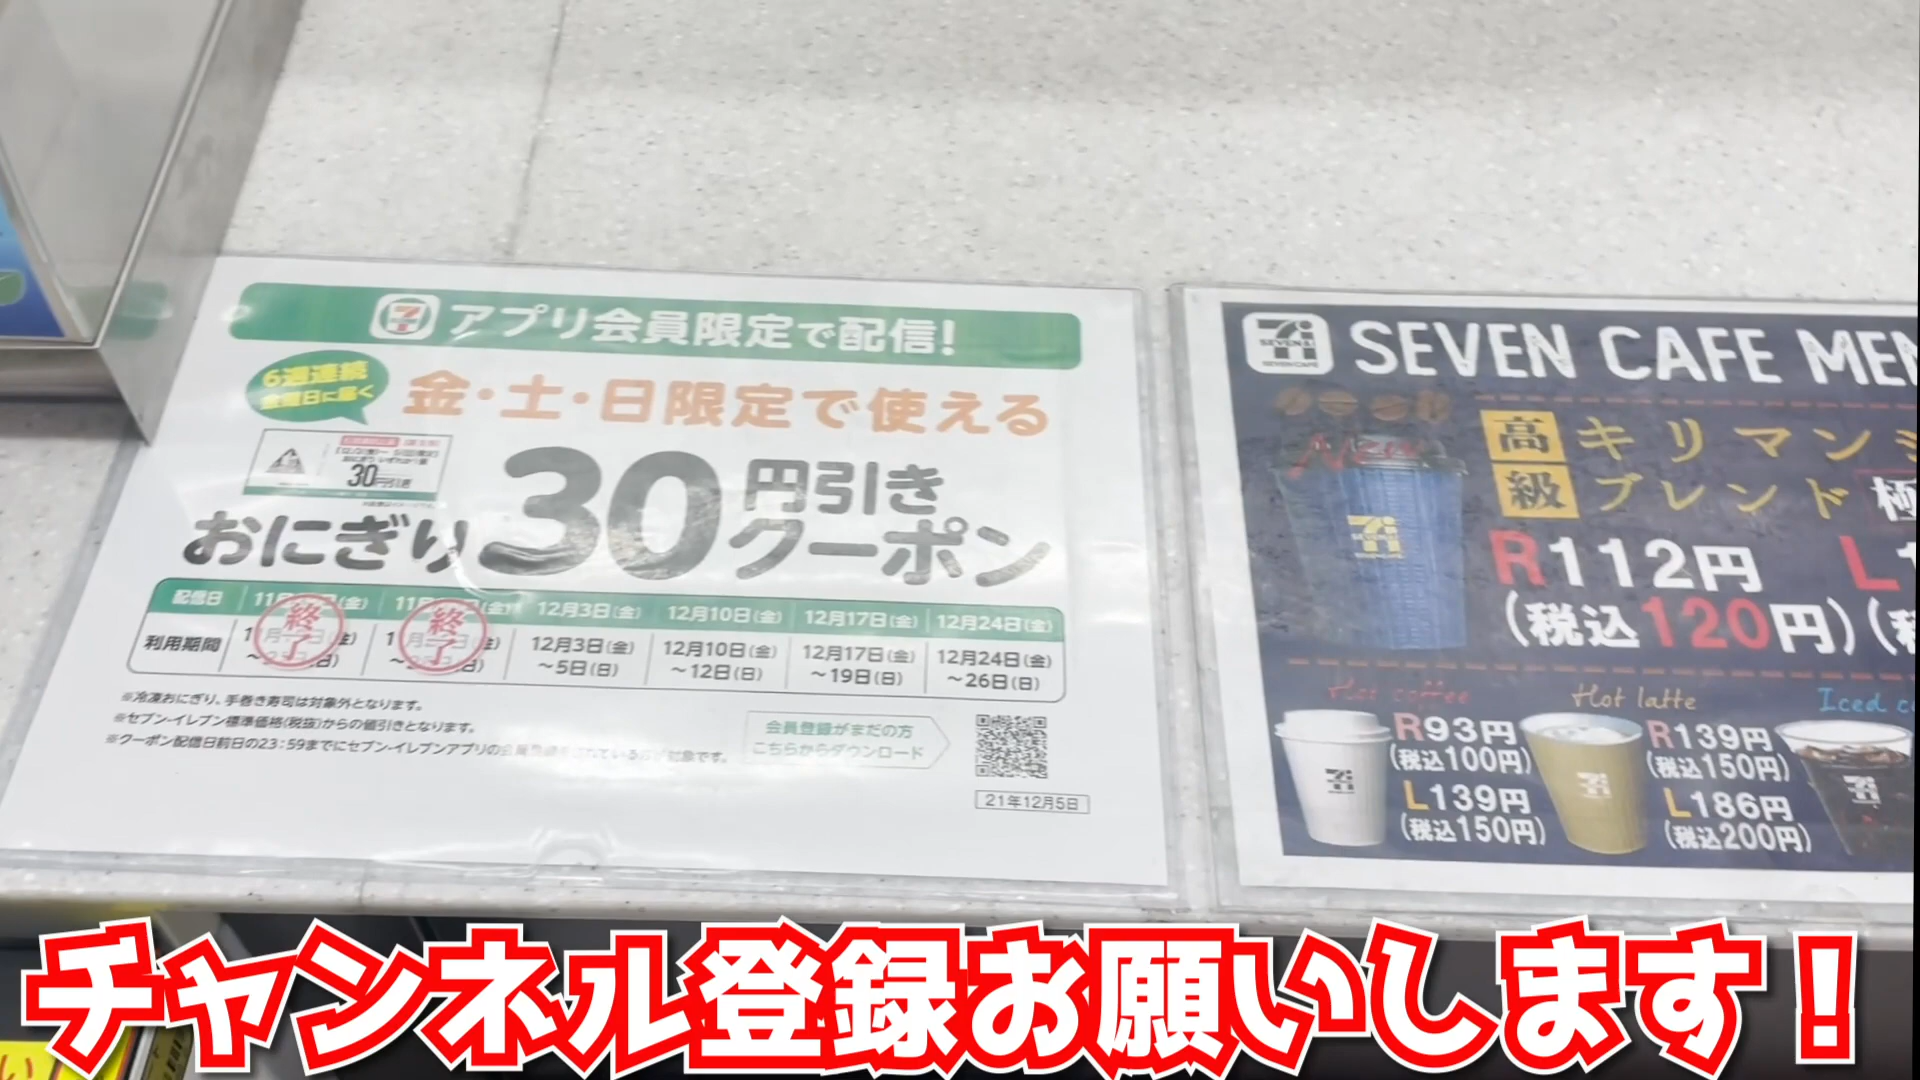 アプリ会員限定で配信!
6週連続
金曜日に届く
金・土・日限定で使える
30円引き
おにぎり30円引きクーポン
配信日 12月3日(金) 12月10日(金) 12月17日(金) 12月24日(金)
終了 終了
利用期間 12月3日(金)～5日(日) 12月10日(金)～12日(日) 12月17日(金)～19日(日) 12月24日(金)～26日(日)
※冷凍おにぎり、手巻き寿司は対象外となります。
※セブン-イレブン標準価格(税抜)からの値引きとなります。
※クーポン配信日前日の23:59までにセブン-イレブンアプリの会員登録をされている方が対象です。
会員登録がまだの方
こちらからダウンロード
21年12月5日
SEVEN CAFE MEN
New
高級 キリマン
ブレンド 極
R112円 L
(税込120円)
Hot coffee
R93円
(税込100円)
L139円
(税込150円)
Hot latte
R139円
(税込150円)
L186円
(税込200円)
Iced c
チャンネル登録お願いします!